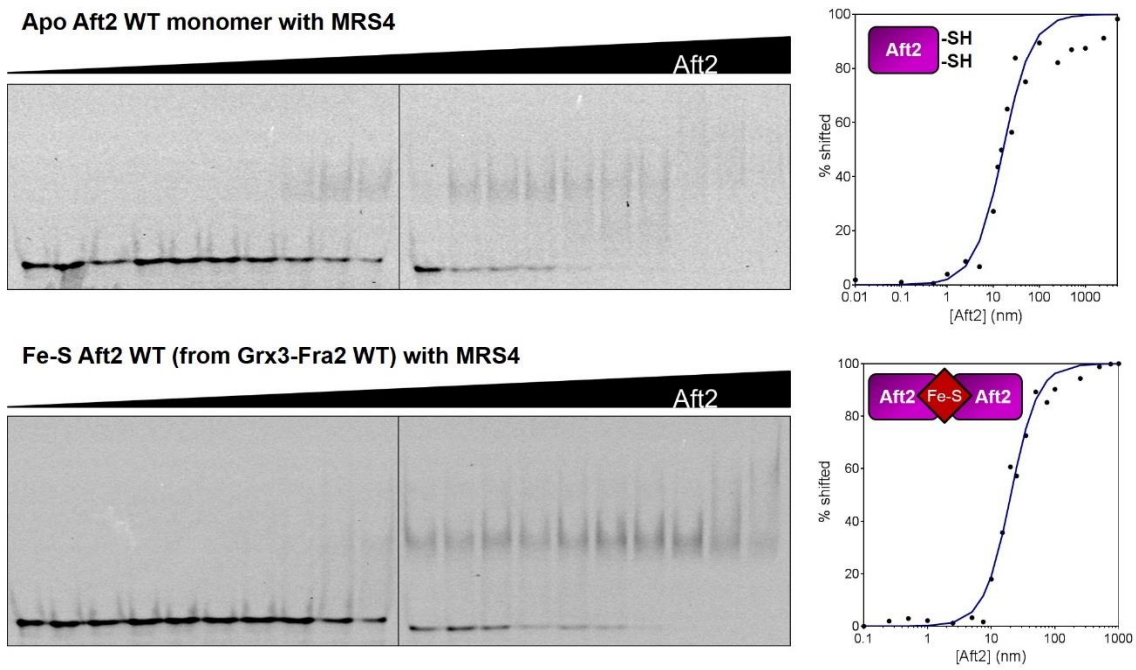 Apo Aft2 WT monomer with MRS4
Aft2
Aft2
-SH
-SH
% shifted
100
80
60
40
20
0
0.01 0.1 1 10 100 1000
[Aft2] (nm)
Fe-S Aft2 WT (from Grx3-Fra2 WT) with MRS4
Aft2
Aft2 Fe-S Aft2
% shifted
100
80
60
40
20
0
0.1 1 10 100 1000
[Aft2] (nm)